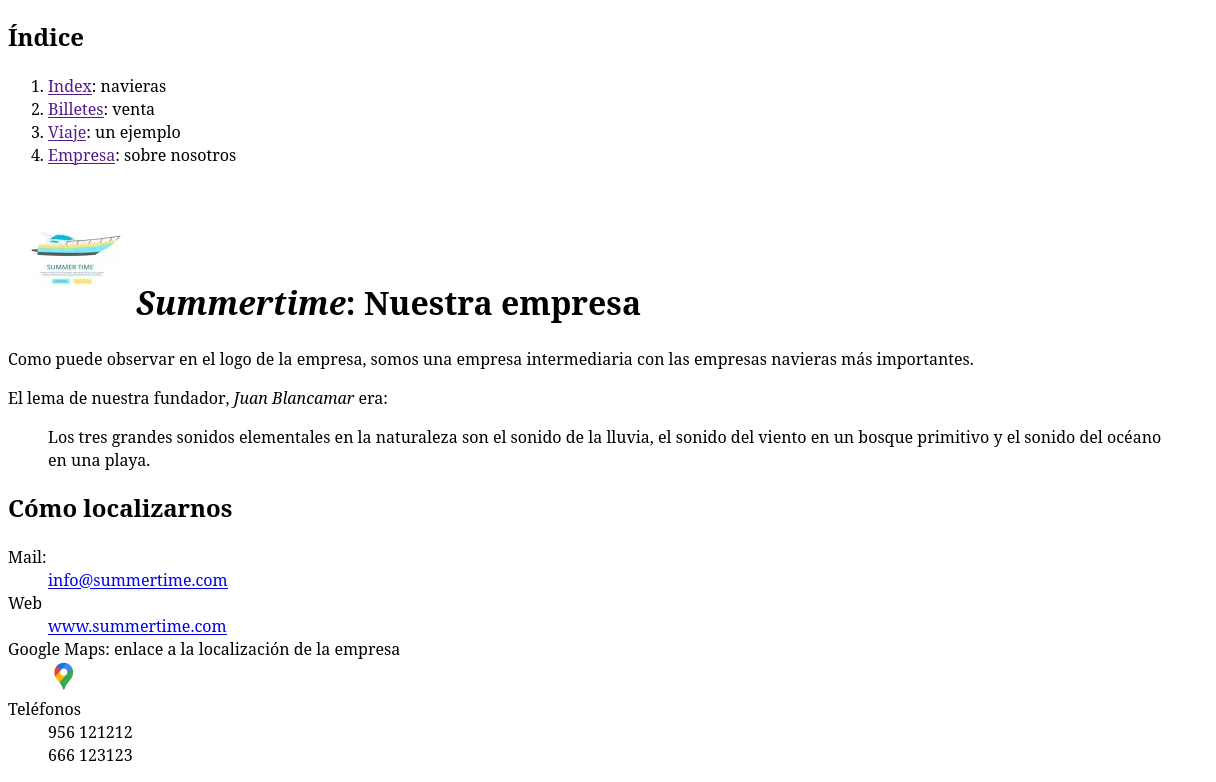 Índice
1. Index: navieras
2. Billetes: venta
3. Viaje: un ejemplo
4. Empresa: sobre nosotros
SUMMER TIME
Summertime: Nuestra empresa
Como puede observar en el logo de la empresa, somos una empresa intermediaria con las empresas navieras más importantes.
El lema de nuestra fundador, Juan Blancamar era:
Los tres grandes sonidos elementales en la naturaleza son el sonido de la lluvia, el sonido del viento en un bosque primitivo y el sonido del océano
en una playa.
Cómo localizarnos
Mail:
info@summertime.com
Web
www.summertime.com
Google Maps: enlace a la localización de la empresa
Teléfonos
956 121212
666 123123